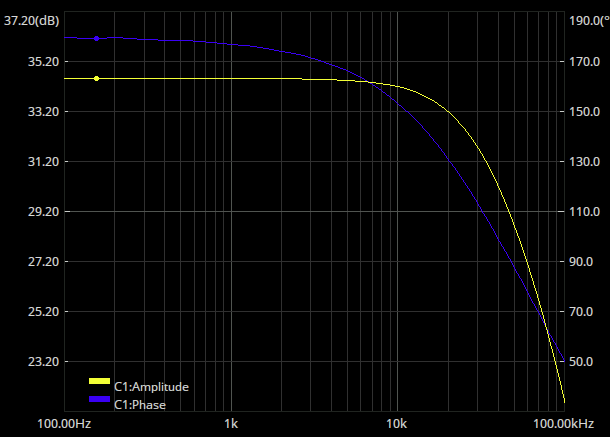 37.20(dB) 190.0(°
35.20 170.0
33.20 150.0
31.20 130.0
29.20 110.0
27.20 90.0
25.20 70.0
23.20 50.0
C1:Amplitude
C1:Phase
100.00Hz 1k 10k 100.00kHz